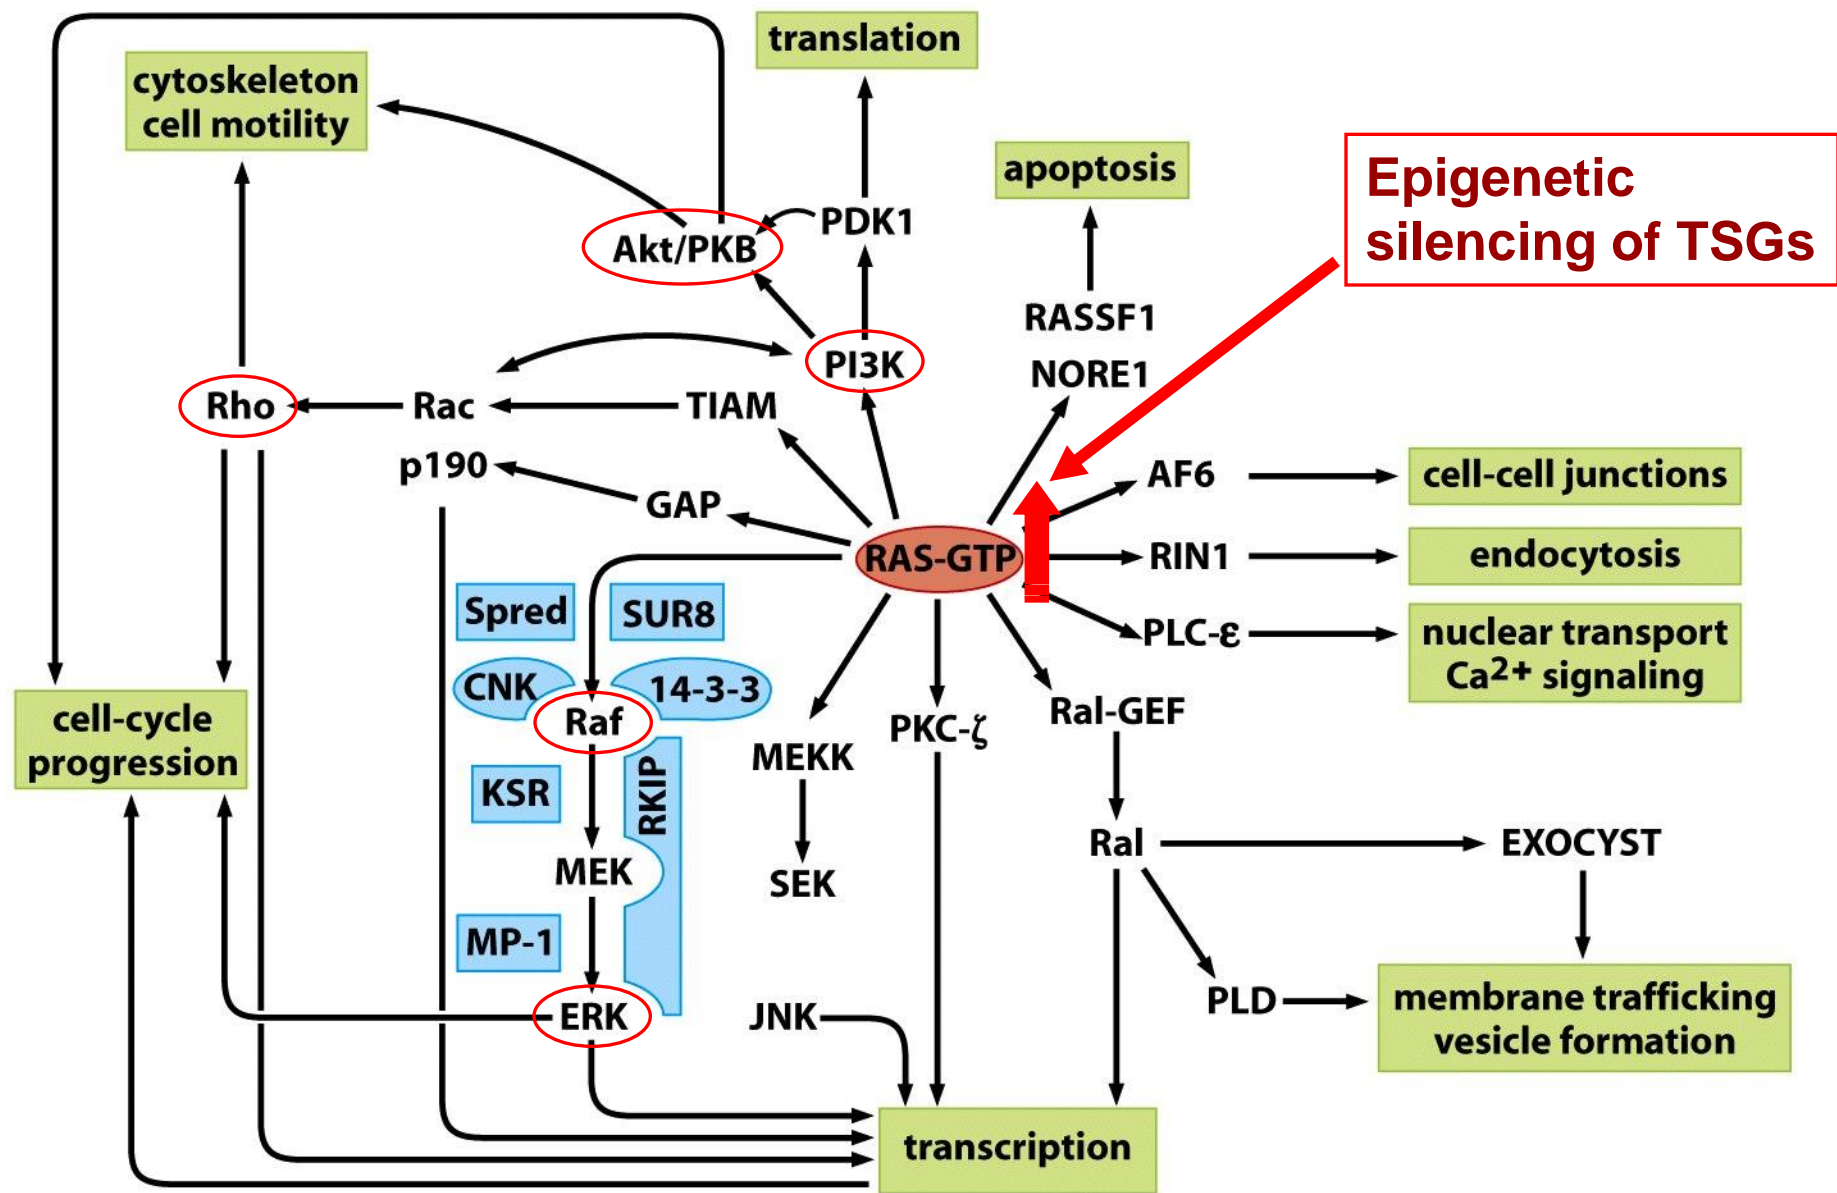 translation
cytoskeleton
cell motility
apoptosis
Epigenetic
silencing of TSGs
PDK1
Akt/PKB
RASSF1
NORE1
PI3K
Rho
Rac
TIAM
p190
GAP
AF6
cell-cell junctions
RAS-GTP
RIN1
endocytosis
Spred
SUR8
PLC-ε
nuclear transport
Ca2+ signaling
CNK
14-3-3
Raf
cell-cycle
progression
MEKK
PKC-ζ
Ral-GEF
KSR
RKIP
MEK
SEK
Ral
EXOCYST
MP-1
ERK
JNK
PLD
membrane trafficking
vesicle formation
transcription